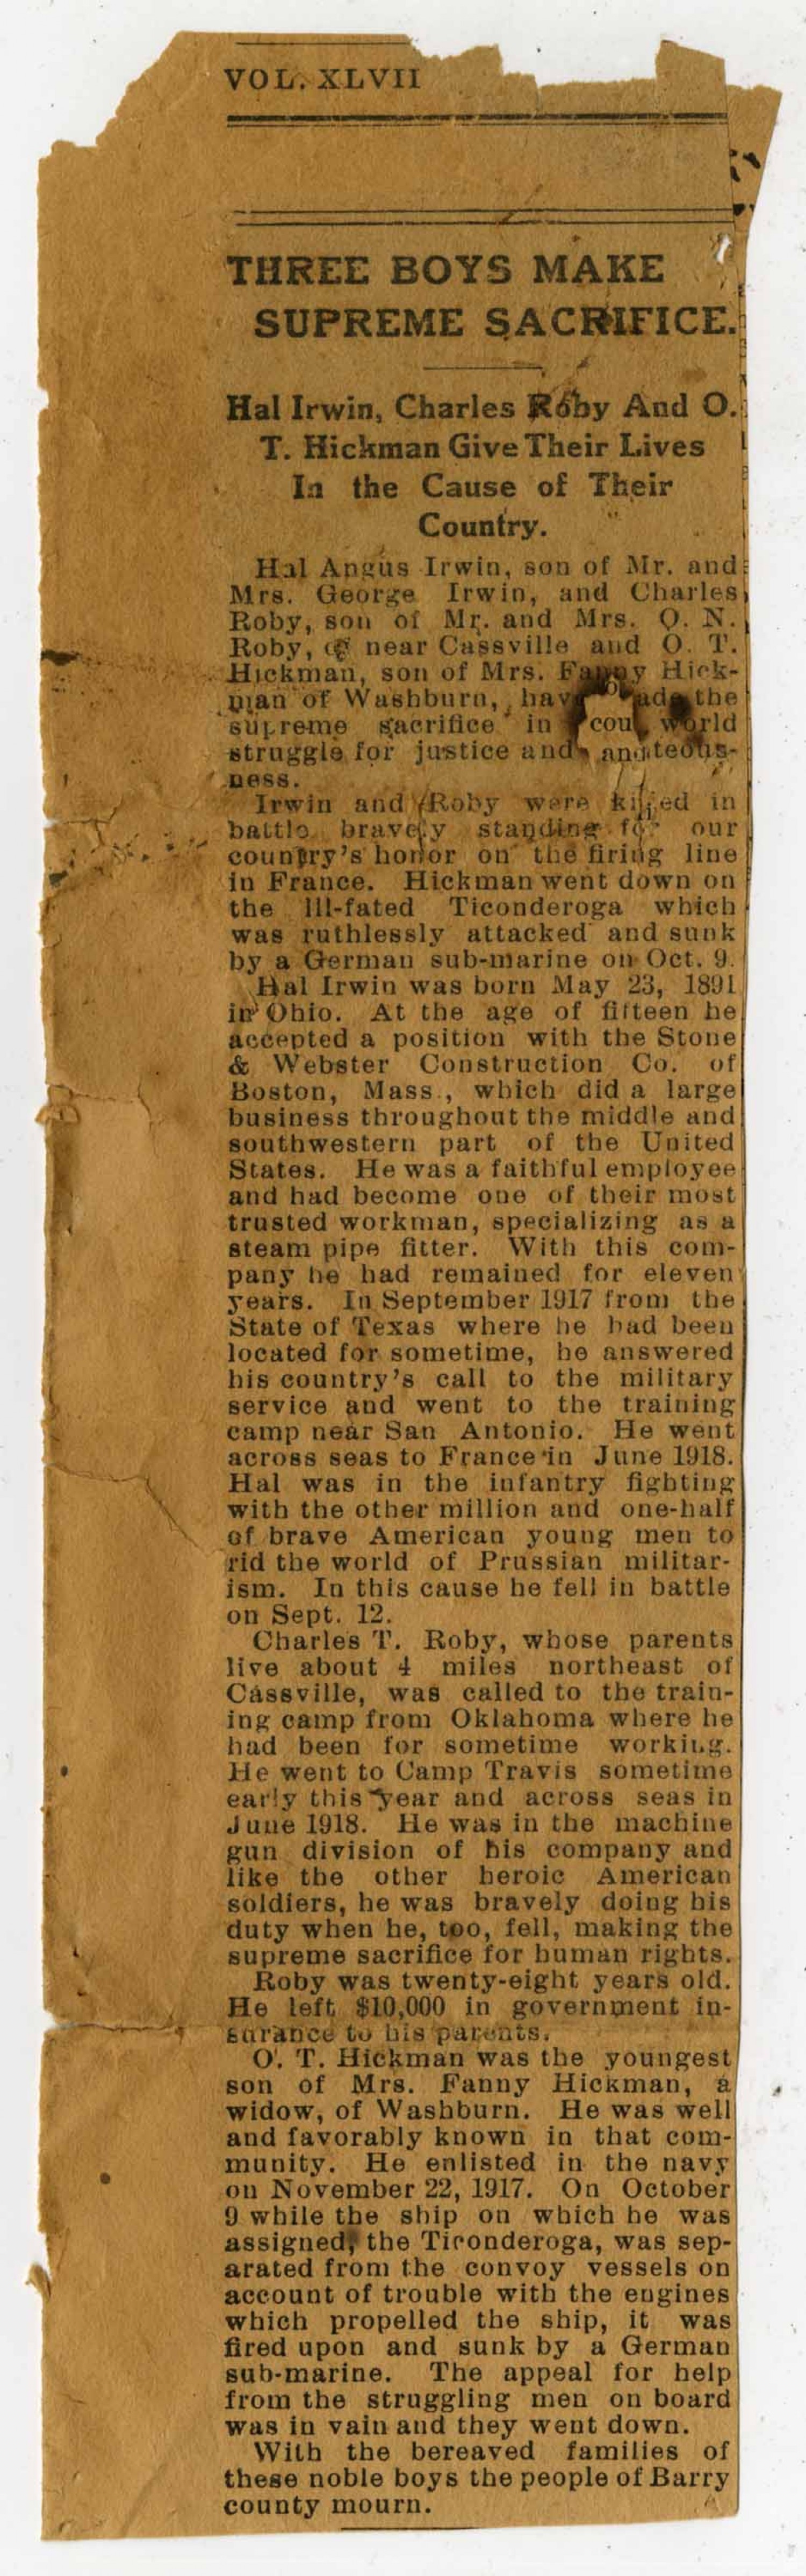 VOL. XLVII
THREE BOYS MAKE
SUPREME SACRIFICE.
Hal Irwin, Charles Roby And O.
T. Hickman Give Their Lives
In the Cause of Their
Country.
Hal Angus Irwin, son of Mr. and
Mrs. George Irwin, and Charles
Roby, son of Mr. and Mrs. O. N.
Roby, of near Cassville and O. T.
Hickman, son of Mrs. Fanny Hick-
man of Washburn, have the
supreme sacrifice in world
struggle for justice and
ness.
Irwin and Roby were killed in
battle bravely standing for our
country's honor on the firing line
in France. Hickman went down on
the ill-fated Ticonderoga which
was ruthlessly attacked and sunk
by a German sub-marine on Oct. 9.
Hal Irwin was born May 23, 1891
in Ohio. At the age of fifteen he
accepted a position with the Stone
& Webster Construction Co. of
Boston, Mass., which did a large
business throughout the middle and
southwestern part of the United
States. He was a faithful employee
and had become one of their most
trusted workman, specializing as a
steam pipe fitter. With this com-
pany he had remained for eleven
years. In September 1917 from the
State of Texas where he had been
located for sometime, he answered
his country's call to the military
service and went to the training
camp near San Antonio. He went
across seas to France in June 1918.
Hal was in the infantry fighting
with the other million and one-half
of brave American young men to
rid the world of Prussian militar-
ism. In this cause he fell in battle
on Sept. 12.
Charles T. Roby, whose parents
live about 4 miles northeast of
Cassville, was called to the train-
ing camp from Oklahoma where he
had been for sometime working.
He went to Camp Travis sometime
early this year and across seas in
June 1918. He was in the machine
gun division of his company and
like the other heroic American
soldiers, he was bravely doing his
duty when he, too, fell, making the
supreme sacrifice for human rights.
Roby was twenty-eight years old.
He left $10,000 in government in-
surance to his parents.
O. T. Hickman was the youngest
son of Mrs. Fanny Hickman, a
widow, of Washburn. He was well
and favorably known in that com-
munity. He enlisted in the navy
on November 22, 1917. On October
9 while the ship on which he was
assigned, the Ticonderoga, was sep-
arated from the convoy vessels on
account of trouble with the engines
which propelled the ship, it was
fired upon and sunk by a German
sub-marine. The appeal for help
from the struggling men on board
was in vain and they went down.
With the bereaved families of
these noble boys the people of Barry
county mourn.